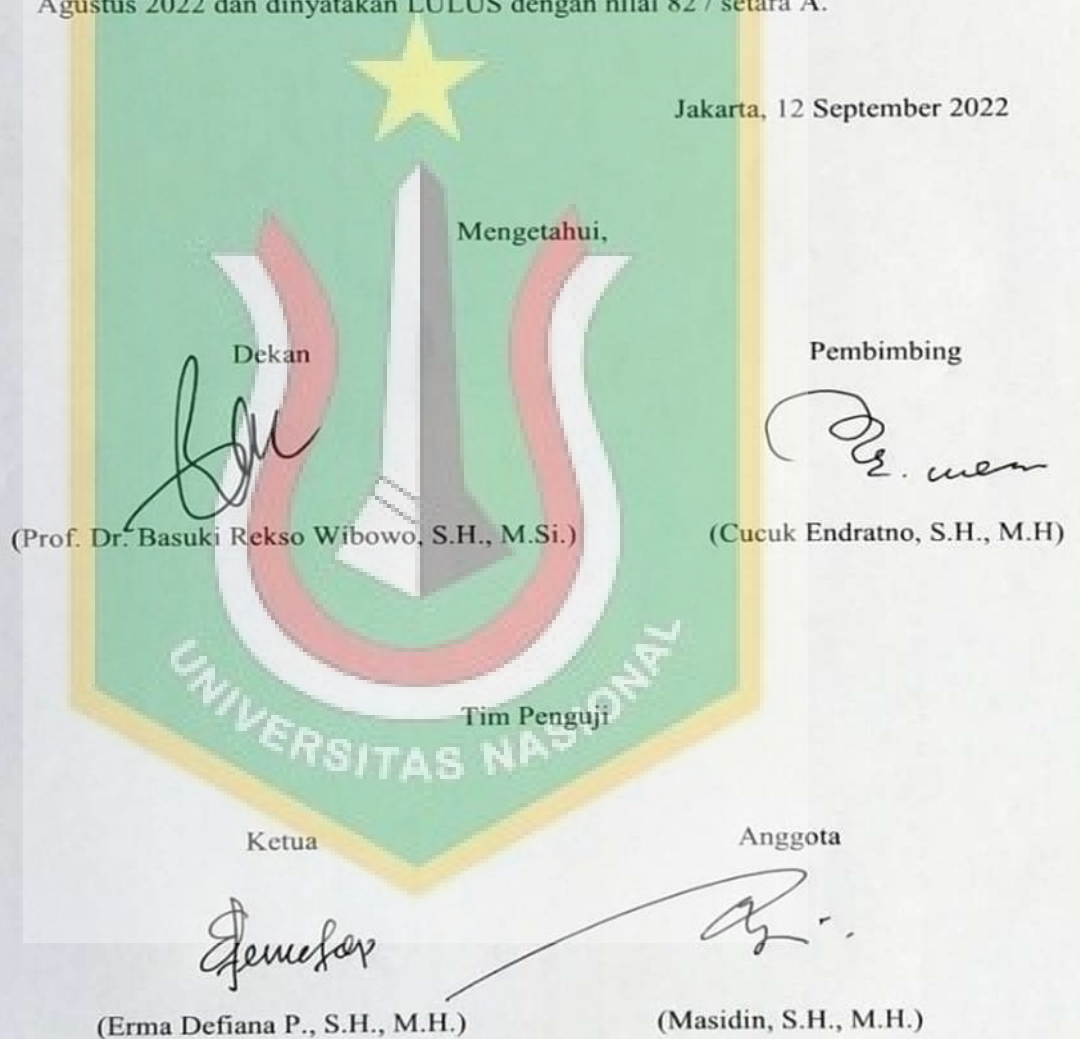 Agustus 2022 dan dinyatakan LULUS dengan nilai 82 / setara A.
Jakarta, 12 September 2022
Mengetahui,
Dekan
Pembimbing
(Prof. Dr. Basuki Rekso Wibowo, S.H., M.Si.)
(Cucuk Endratno, S.H., M.H)
UNIVERSITAS NASIONAL
Tim Penguji
Ketua
Anggota
(Erma Defiana P., S.H., M.H.)
(Masidin, S.H., M.H.)